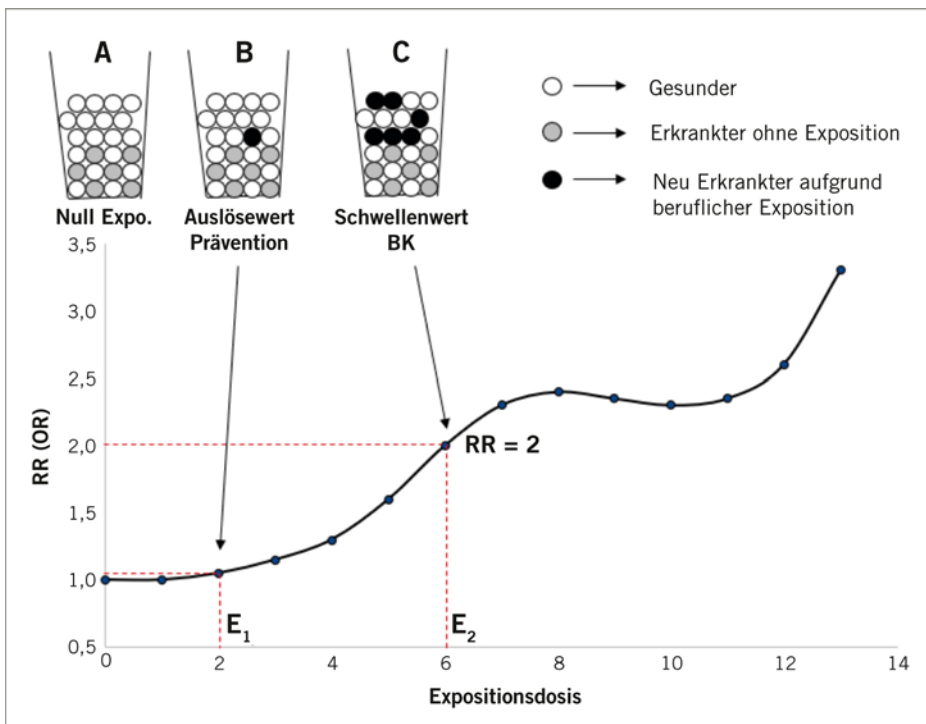 A
B
C
Gesunder
Erkrankter ohne Exposition
Neu Erkrankter aufgrund
beruflicher Exposition
Null Expo.
Auslösewert
Prävention
Schwellenwert
BK
3,5
3,0
2,5
2,0
1,5
1,0
0,5
RR (OR)
RR = 2
E1
E2
0
2
4
6
8
10
12
14
Expositionsdosis